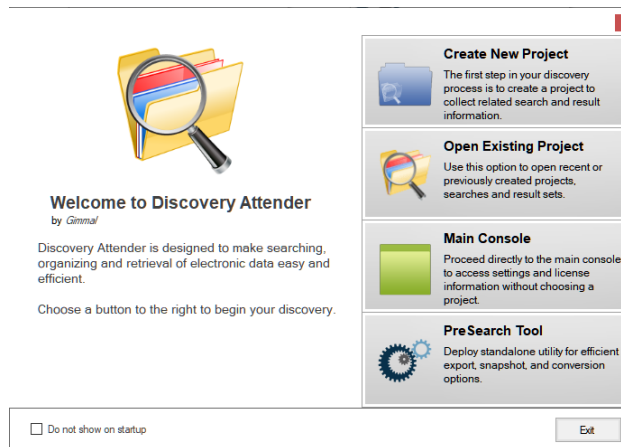 Welcome to Discovery Attender
by Gimmal
Discovery Attender is designed to make searching,
organizing and retrieval of electronic data easy and
efficient.
Choose a button to the right to begin your discovery.
Create New Project
The first step in your discovery
process is to create a project to
collect related search and result
information.
Open Existing Project
Use this option to open recent or
previously created projects,
searches and result sets.
Main Console
Proceed directly to the main console
to access settings and license
information without choosing a
project.
PreSearch Tool
Deploy standalone utility for efficient
export, snapshot, and conversion
options.
Do not show on startup
Exit